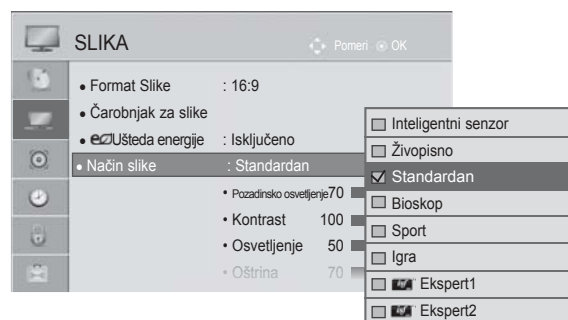 SLIKA
Pomeri OK
• Format Slike : 16:9
• Čarobnjak za slike
• eco Ušteda energije : Isključeno
• Način slike : Standardan
• Pozadinsko osvetljenje 70
• Kontrast 100
• Osvetljenje 50
• Oštrina 70
Inteligentni senzor
Živopisno
Standardan
Bioskop
Sport
Igra
Ekspert1
Ekspert2